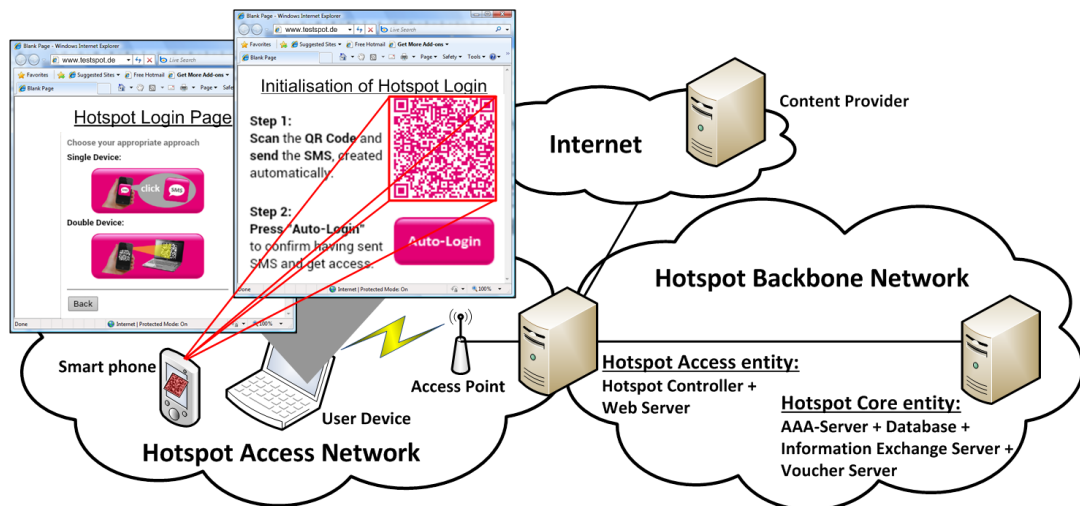 Blank Page - Windows Internet Explorer
www.testspot.de
Live Search
Favorites Suggested Sites Free Hotmail Get More Add-ons
Blank Page
Page Safe
Hotspot Login Page
Choose your appropriate approach
Single Device:
click
Double Device:
Back
Done
Internet | Protected Mode: On
100%
Blank Page - Windows Internet Explorer
www.testspot.de
Live Search
Favorites Suggested Sites Free Hotmail Get More Add-ons
Blank Page
Page Safety Tools
Initialisation of Hotspot Login
Step 1:
Scan the QR Code and
send the SMS, created
automatically.
Step 2:
Press "Auto-Login"
to confirm having sent
SMS and get access.
Auto-Login
Done
Internet | Protected Mode: On
100%
Content Provider
Internet
Hotspot Backbone Network
Smart phone
User Device
Access Point
Hotspot Access Network
Hotspot Access entity:
Hotspot Controller +
Web Server
Hotspot Core entity:
AAA-Server + Database +
Information Exchange Server +
Voucher Server